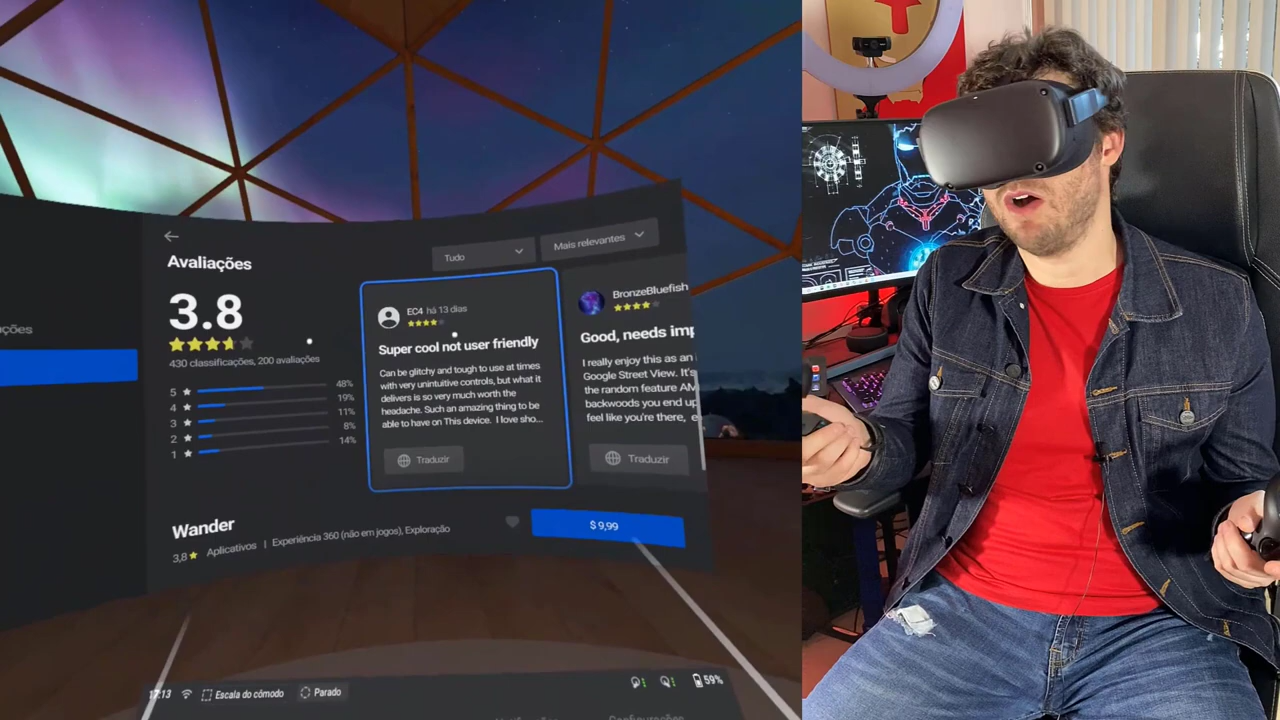 Tudo
Mais relevantes
Avaliações
3.8
430 classificações, 200 avaliações
5 48%
4 19%
3 11%
2 8%
1 14%
EC4 há 13 dias
Super cool not user friendly
Can be glitchy and tough to use at times
with very unintuitive controls, but what it
delivers is so very much worth the
headache. Such an amazing thing to be
able to have on This device. I love sho...
Traduzir
BronzeBluefish
Good, needs imp
I really enjoy this as an
Google Street View. It's
the random feature AM
backwoods you end up
feel like you're there, e
Traduzir
Wander
3,8 Aplicativos | Experiência 360 (não em jogos), Exploração
$ 9,99
Escala do cômodo
Parado
59%